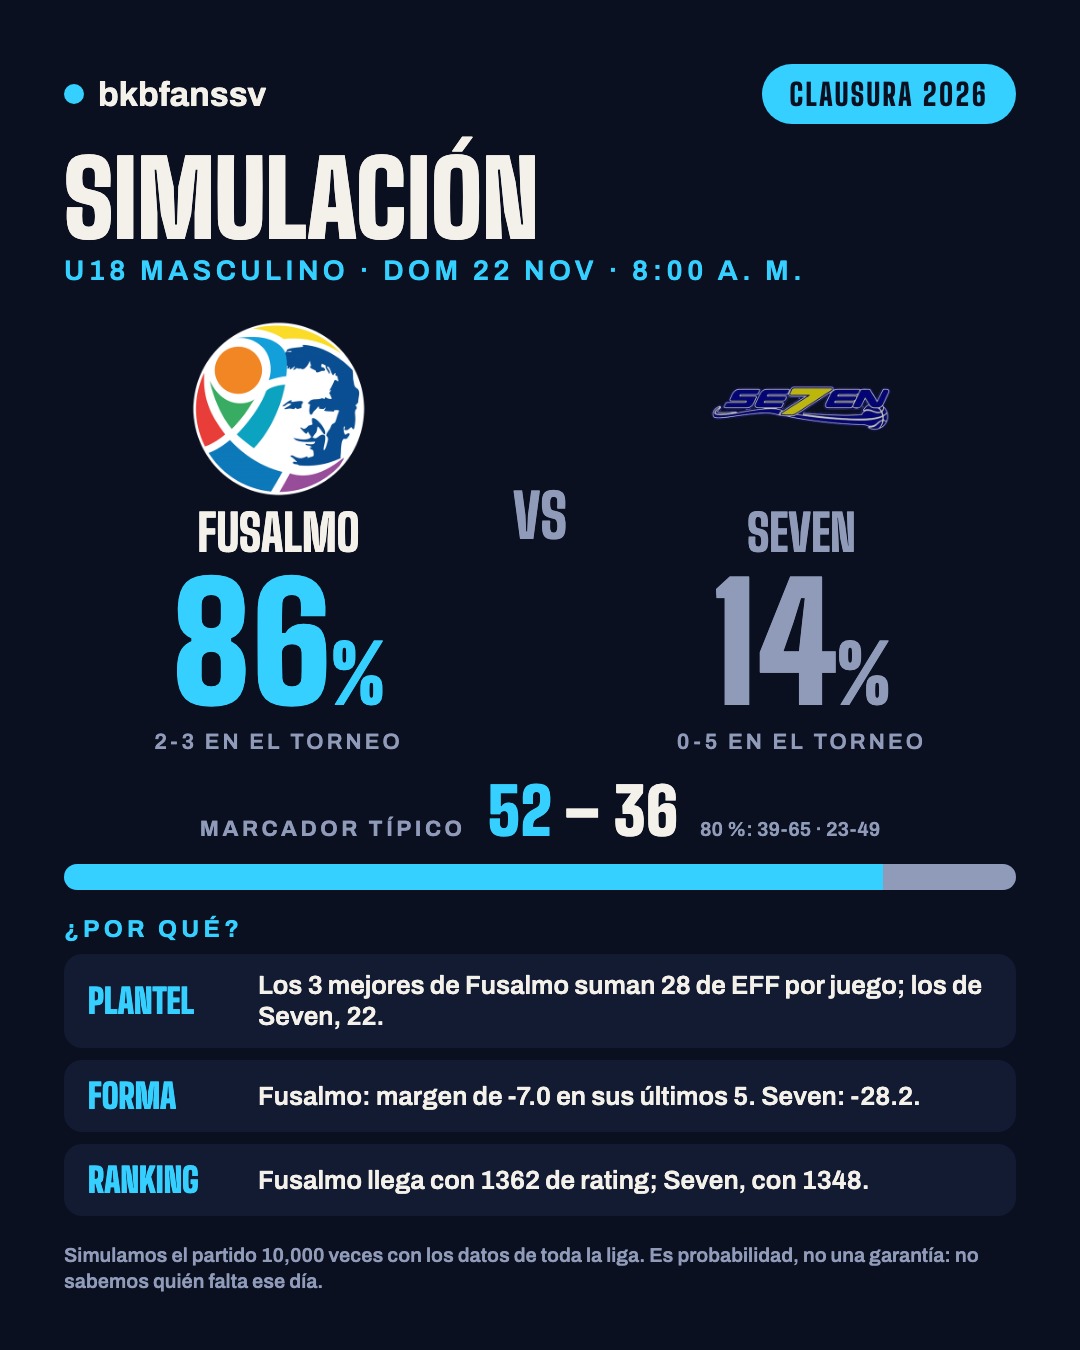 bkbfanssv
CLAUSURA 2026
SIMULACIÓN
U18 MASCULINO · DOM 22 NOV · 8:00 A. M.
SE7EN
FUSALMO
VS
SEVEN
86%
14%
2-3 EN EL TORNEO
0-5 EN EL TORNEO
MARCADOR TÍPICO 52 – 36 80 %: 39-65 · 23-49
¿POR QUÉ?
PLANTEL
Los 3 mejores de Fusalmo suman 28 de EFF por juego; los de
Seven, 22.
FORMA
Fusalmo: margen de -7.0 en sus últimos 5. Seven: -28.2.
RANKING
Fusalmo llega con 1362 de rating; Seven, con 1348.
Simulamos el partido 10,000 veces con los datos de toda la liga. Es probabilidad, no una garantía: no
sabemos quién falta ese día.